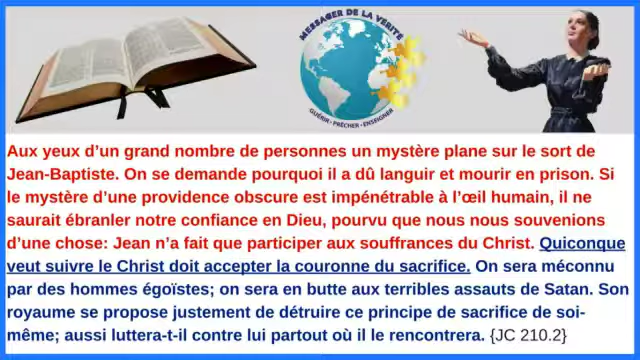 MESSAGER DE LA VÉRITÉ
GUÉRIR • PRÊCHER • ENSEIGNER
Aux yeux d’un grand nombre de personnes un mystère plane sur le sort de
Jean-Baptiste. On se demande pourquoi il a dû languir et mourir en prison. Si
le mystère d’une providence obscure est impénétrable à l’œil humain, il ne
saurait ébranler notre confiance en Dieu, pourvu que nous nous souvenions
d’une chose: Jean n’a fait que participer aux souffrances du Christ. Quiconque
veut suivre le Christ doit accepter la couronne du sacrifice. On sera méconnu
par des hommes égoïstes; on sera en butte aux terribles assauts de Satan. Son
royaume se propose justement de détruire ce principe de sacrifice de soi-
même; aussi luttera-t-il contre lui partout où il le rencontrera. {JC 210.2}